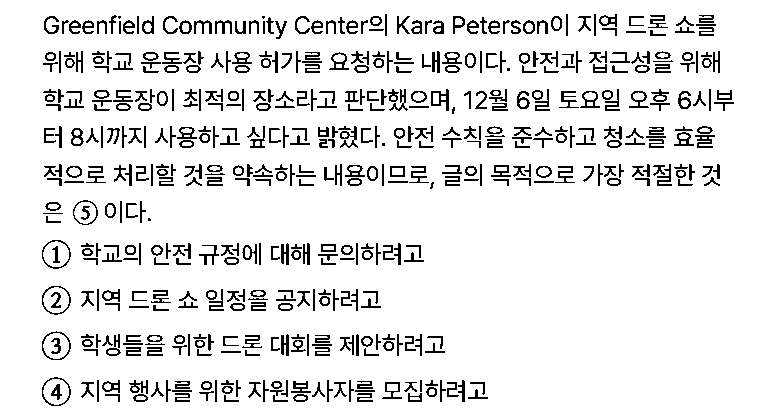 Greenfield Community Center의 Kara Peterson이 지역 드론 쇼를
위해 학교 운동장 사용 허가를 요청하는 내용이다. 안전과 접근성을 위해
학교 운동장이 최적의 장소라고 판단했으며, 12월 6일 토요일 오후 6시부
터 8시까지 사용하고 싶다고 밝혔다. 안전 수칙을 준수하고 청소를 효율
적으로 처리할 것을 약속하는 내용이므로, 글의 목적으로 가장 적절한 것
은 ⑤이다.
① 학교의 안전 규정에 대해 문의하려고
② 지역 드론 쇼 일정을 공지하려고
③ 학생들을 위한 드론 대회를 제안하려고
④ 지역 행사를 위한 자원봉사자를 모집하려고